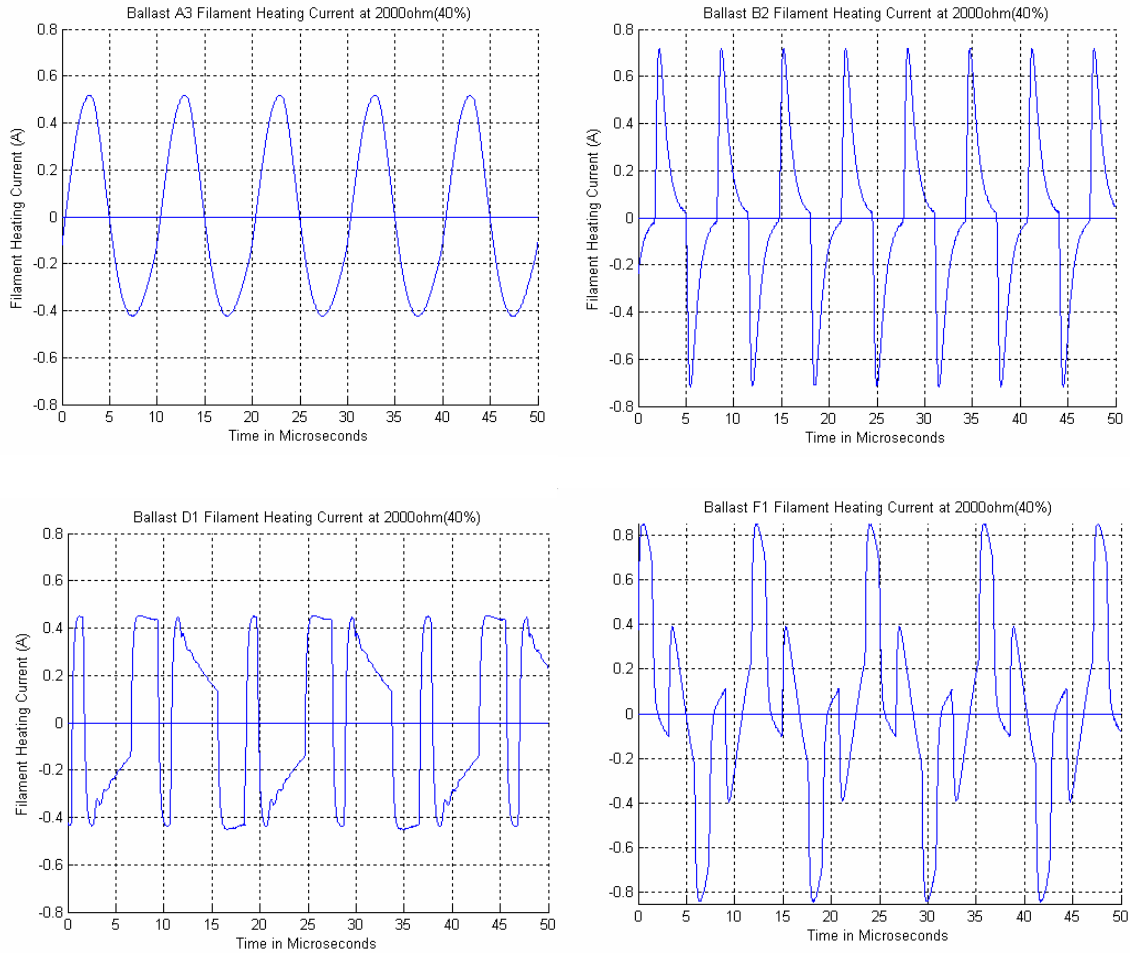 Ballast A3 Filament Heating Current at 2000ohm(40%)
0.8
0.6
0.4
0.2
0
-0.2
-0.4
-0.6
-0.8
Filament Heating Current (A)
0 5 10 15 20 25 30 35 40 45 50
Time in Microseconds
Ballast B2 Filament Heating Current at 2000ohm(40%)
0.8
0.6
0.4
0.2
0
-0.2
-0.4
-0.6
-0.8
Filament Heating Current (A)
0 5 10 15 20 25 30 35 40 45 50
Time in Microseconds
Ballast D1 Filament Heating Current at 2000ohm(40%)
0.8
0.6
0.4
0.2
0
-0.2
-0.4
-0.6
-0.8
Filament Heating Current (A)
0 5 10 15 20 25 30 35 40 45 50
Time in Microseconds
Ballast F1 Filament Heating Current at 2000ohm(40%)
0.8
0.6
0.4
0.2
0
-0.2
-0.4
-0.6
-0.8
Filament Heating Current (A)
0 5 10 15 20 25 30 35 40 45 50
Time in Microseconds